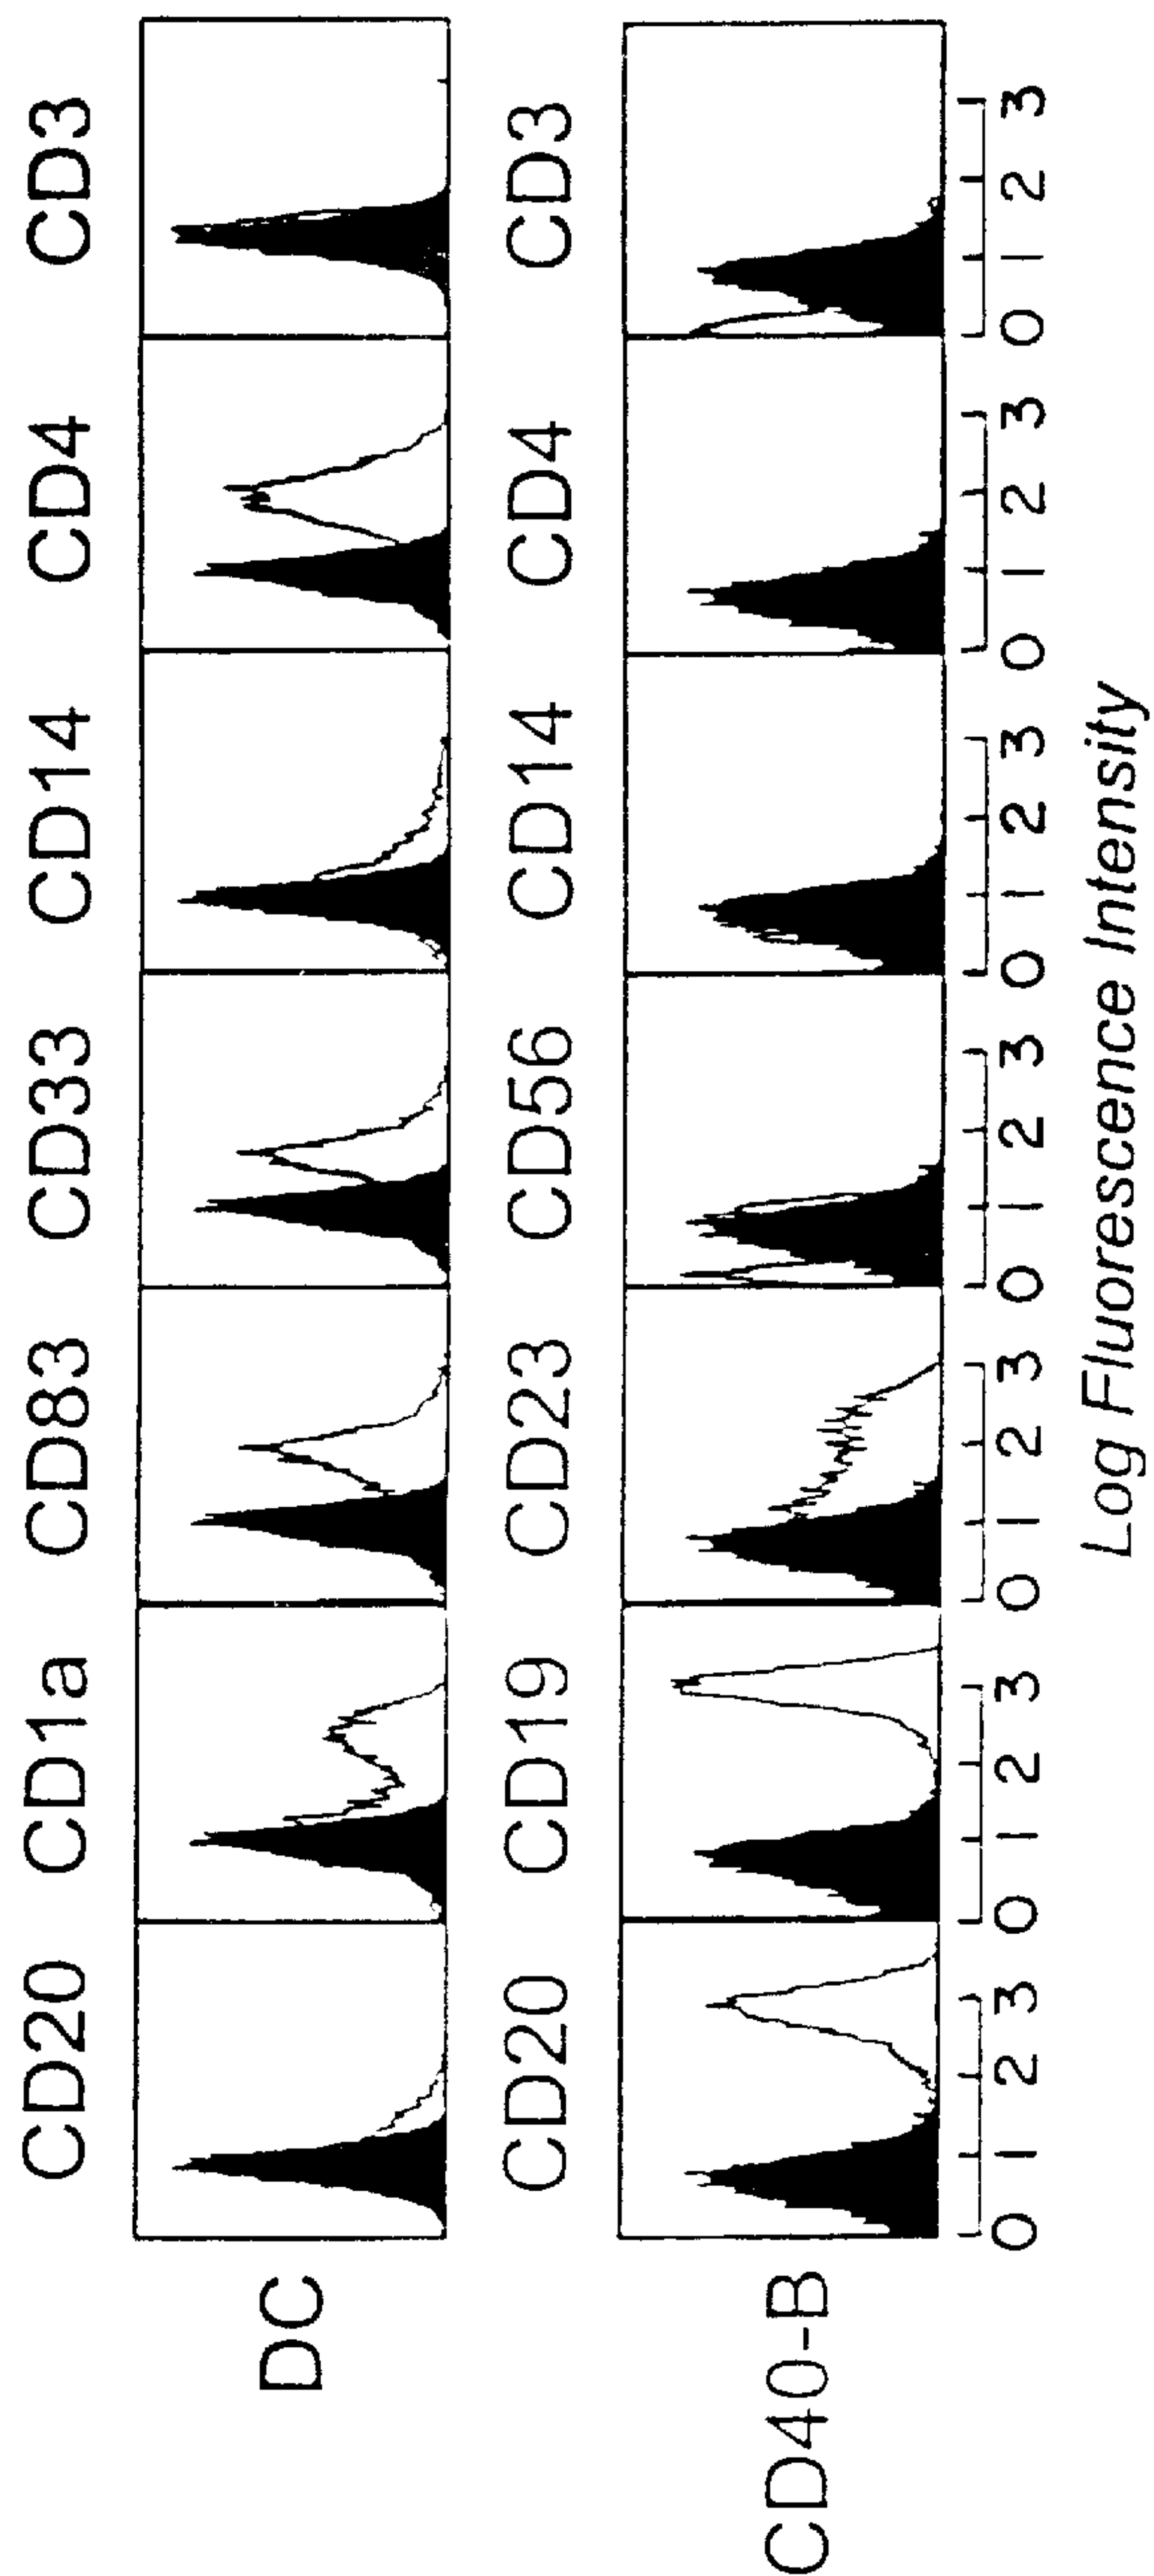 CD20 CD1a CD83 CD33 CD14 CD4 CD3
DC
CD20 CD19 CD23 CD56 CD14 CD4 CD3
CD40-B
0 1 2 3 0 1 2 3 0 1 2 3 0 1 2 3 0 1 2 3 0 1 2 3 0 1 2 3
Log Fluorescence Intensity